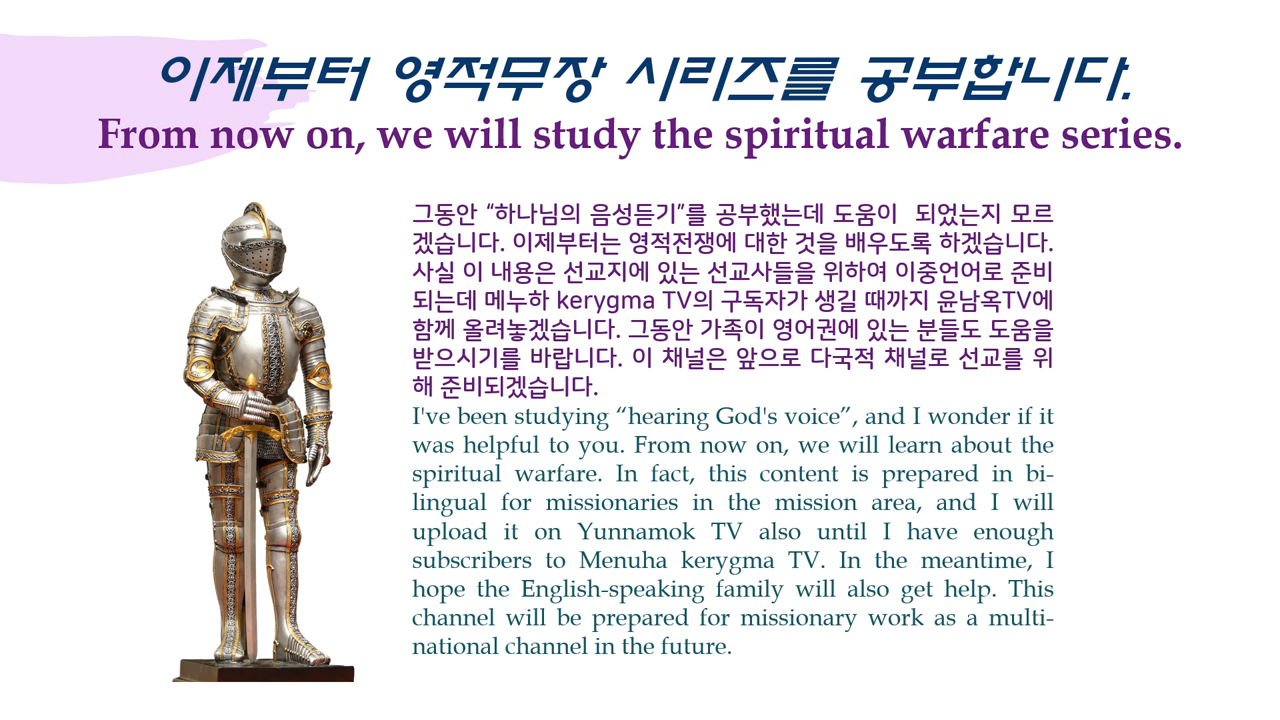 이제부터 영적무장 시리즈를 공부합니다.
From now on, we will study the spiritual warfare series.
그동안 “하나님의 음성듣기”를 공부했는데 도움이 되었는지 모르
겠습니다. 이제부터는 영적전쟁에 대한 것을 배우도록 하겠습니다.
사실 이 내용은 선교지에 있는 선교사들을 위하여 이중언어로 준비
되는데 메누하 kerygma TV의 구독자가 생길 때까지 윤남옥TV에
함께 올려놓겠습니다. 그동안 가족이 영어권에 있는 분들도 도움을
받으시기를 바랍니다. 이 채널은 앞으로 다국적 채널로 선교를 위
해 준비되겠습니다.
I've been studying “hearing God's voice”, and I wonder if it
was helpful to you. From now on, we will learn about the
spiritual warfare. In fact, this content is prepared in bi-
lingual for missionaries in the mission area, and I will
upload it on Yunnamok TV also until I have enough
subscribers to Menuha kerygma TV. In the meantime, I
hope the English-speaking family will also get help. This
channel will be prepared for missionary work as a multi-
national channel in the future.